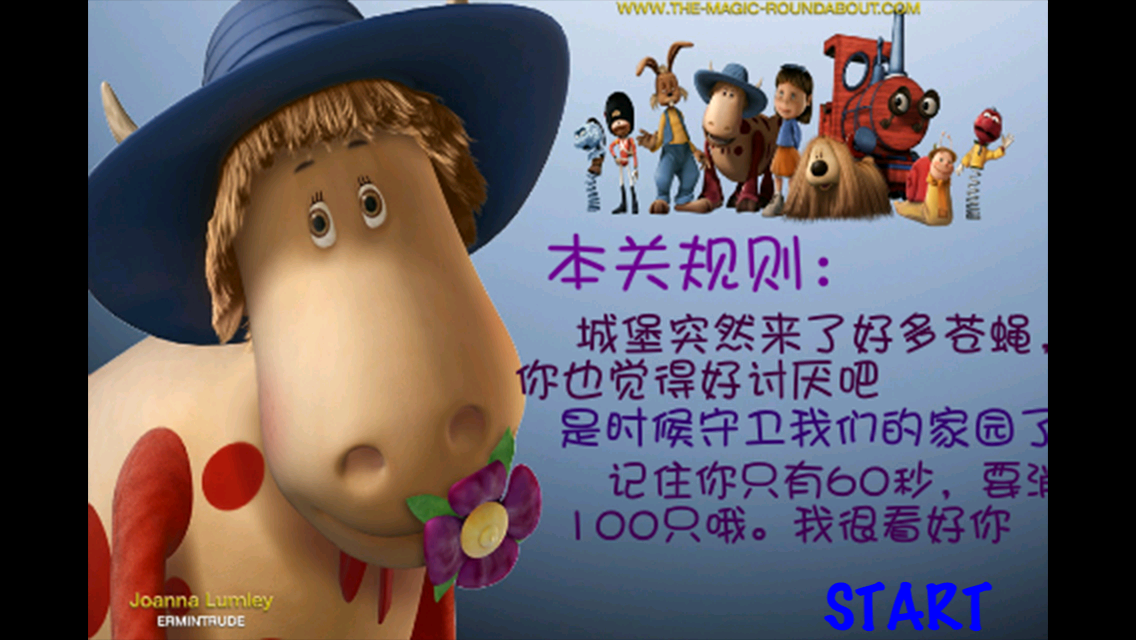 WWW.THE-MAGIC-ROUNDABOUT.COM
本关规则：
城堡突然来了好多苍蝇，
你也觉得好讨厌吧
是时候守卫我们的家园了
记住你只有60秒，要消
100只哦。我很看好你
START
Joanna Lumley
ERMINTRUDE